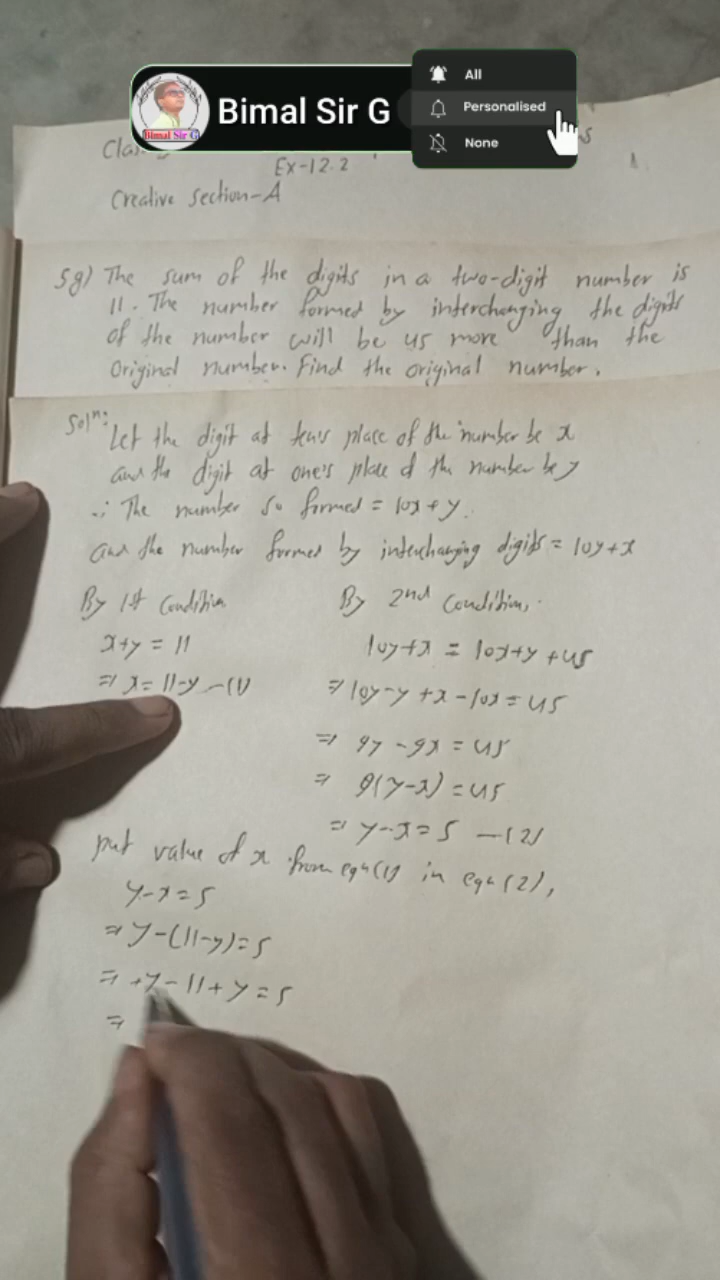 Bimal Sir G
All
Personalised
None
Bimal Sir G
Ex-12.2
Creative section-A
5g) The sum of the digits in a two-digit number is
11. The number formed by interchanging the digits
of the number will be 45 more than the
Original number. Find the original number.
Solⁿ:
Let the digit at ten's place of the number be x
and the digit at one's place of the number be y
∴ The number so formed = 10x + y.
and the number formed by interchanging digits = 10y+x
By 1st Condition
x+y = 11
⇒ x = 11-y —(1)
By 2nd Condition,
10y+x = 10x+y +45
⇒ 10y-y +x-10x = 45
⇒ 9y -9x = 45
⇒ 9(y-x) = 45
⇒ y-x = 5 —(2)
put value of x from eqn(1) in eqn (2),
y-x = 5
⇒ y-(11-y) = 5
⇒ +y - 11 + y = 5
⇒